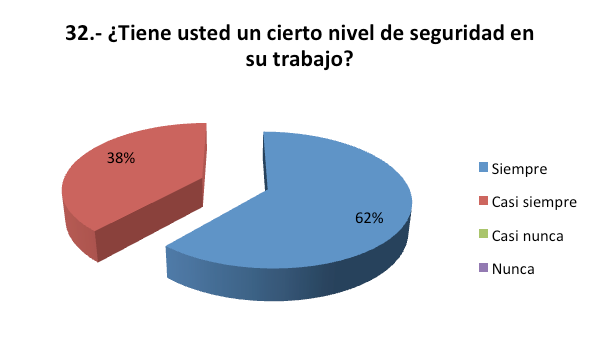 32.- ¿Tiene usted un cierto nivel de seguridad en
su trabajo?
38%
62%
Siempre
Casi siempre
Casi nunca
Nunca